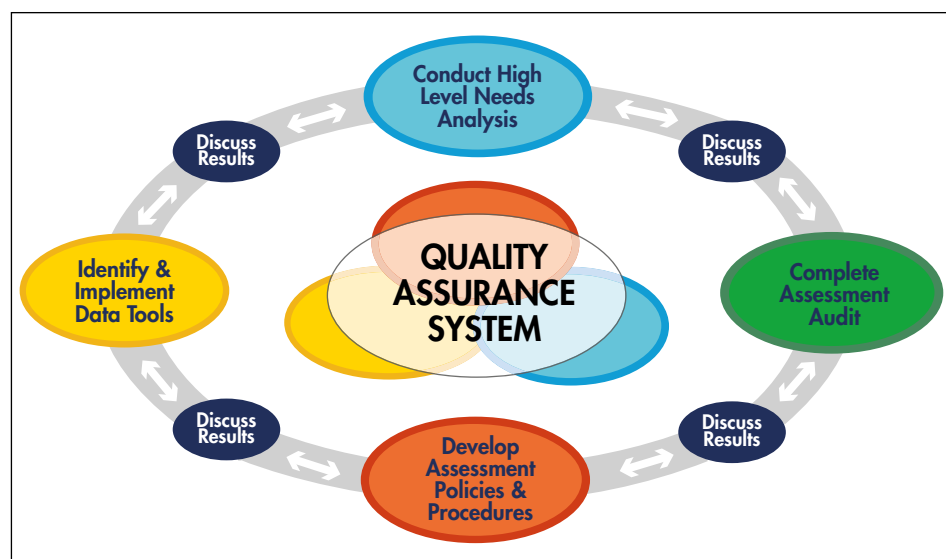 Conduct High
Level Needs
Analysis
Discuss
Results
Discuss
Results
Identify &
Implement
Data Tools
QUALITY
ASSURANCE
SYSTEM
Complete
Assessment
Audit
Discuss
Results
Discuss
Results
Develop
Assessment
Policies &
Procedures